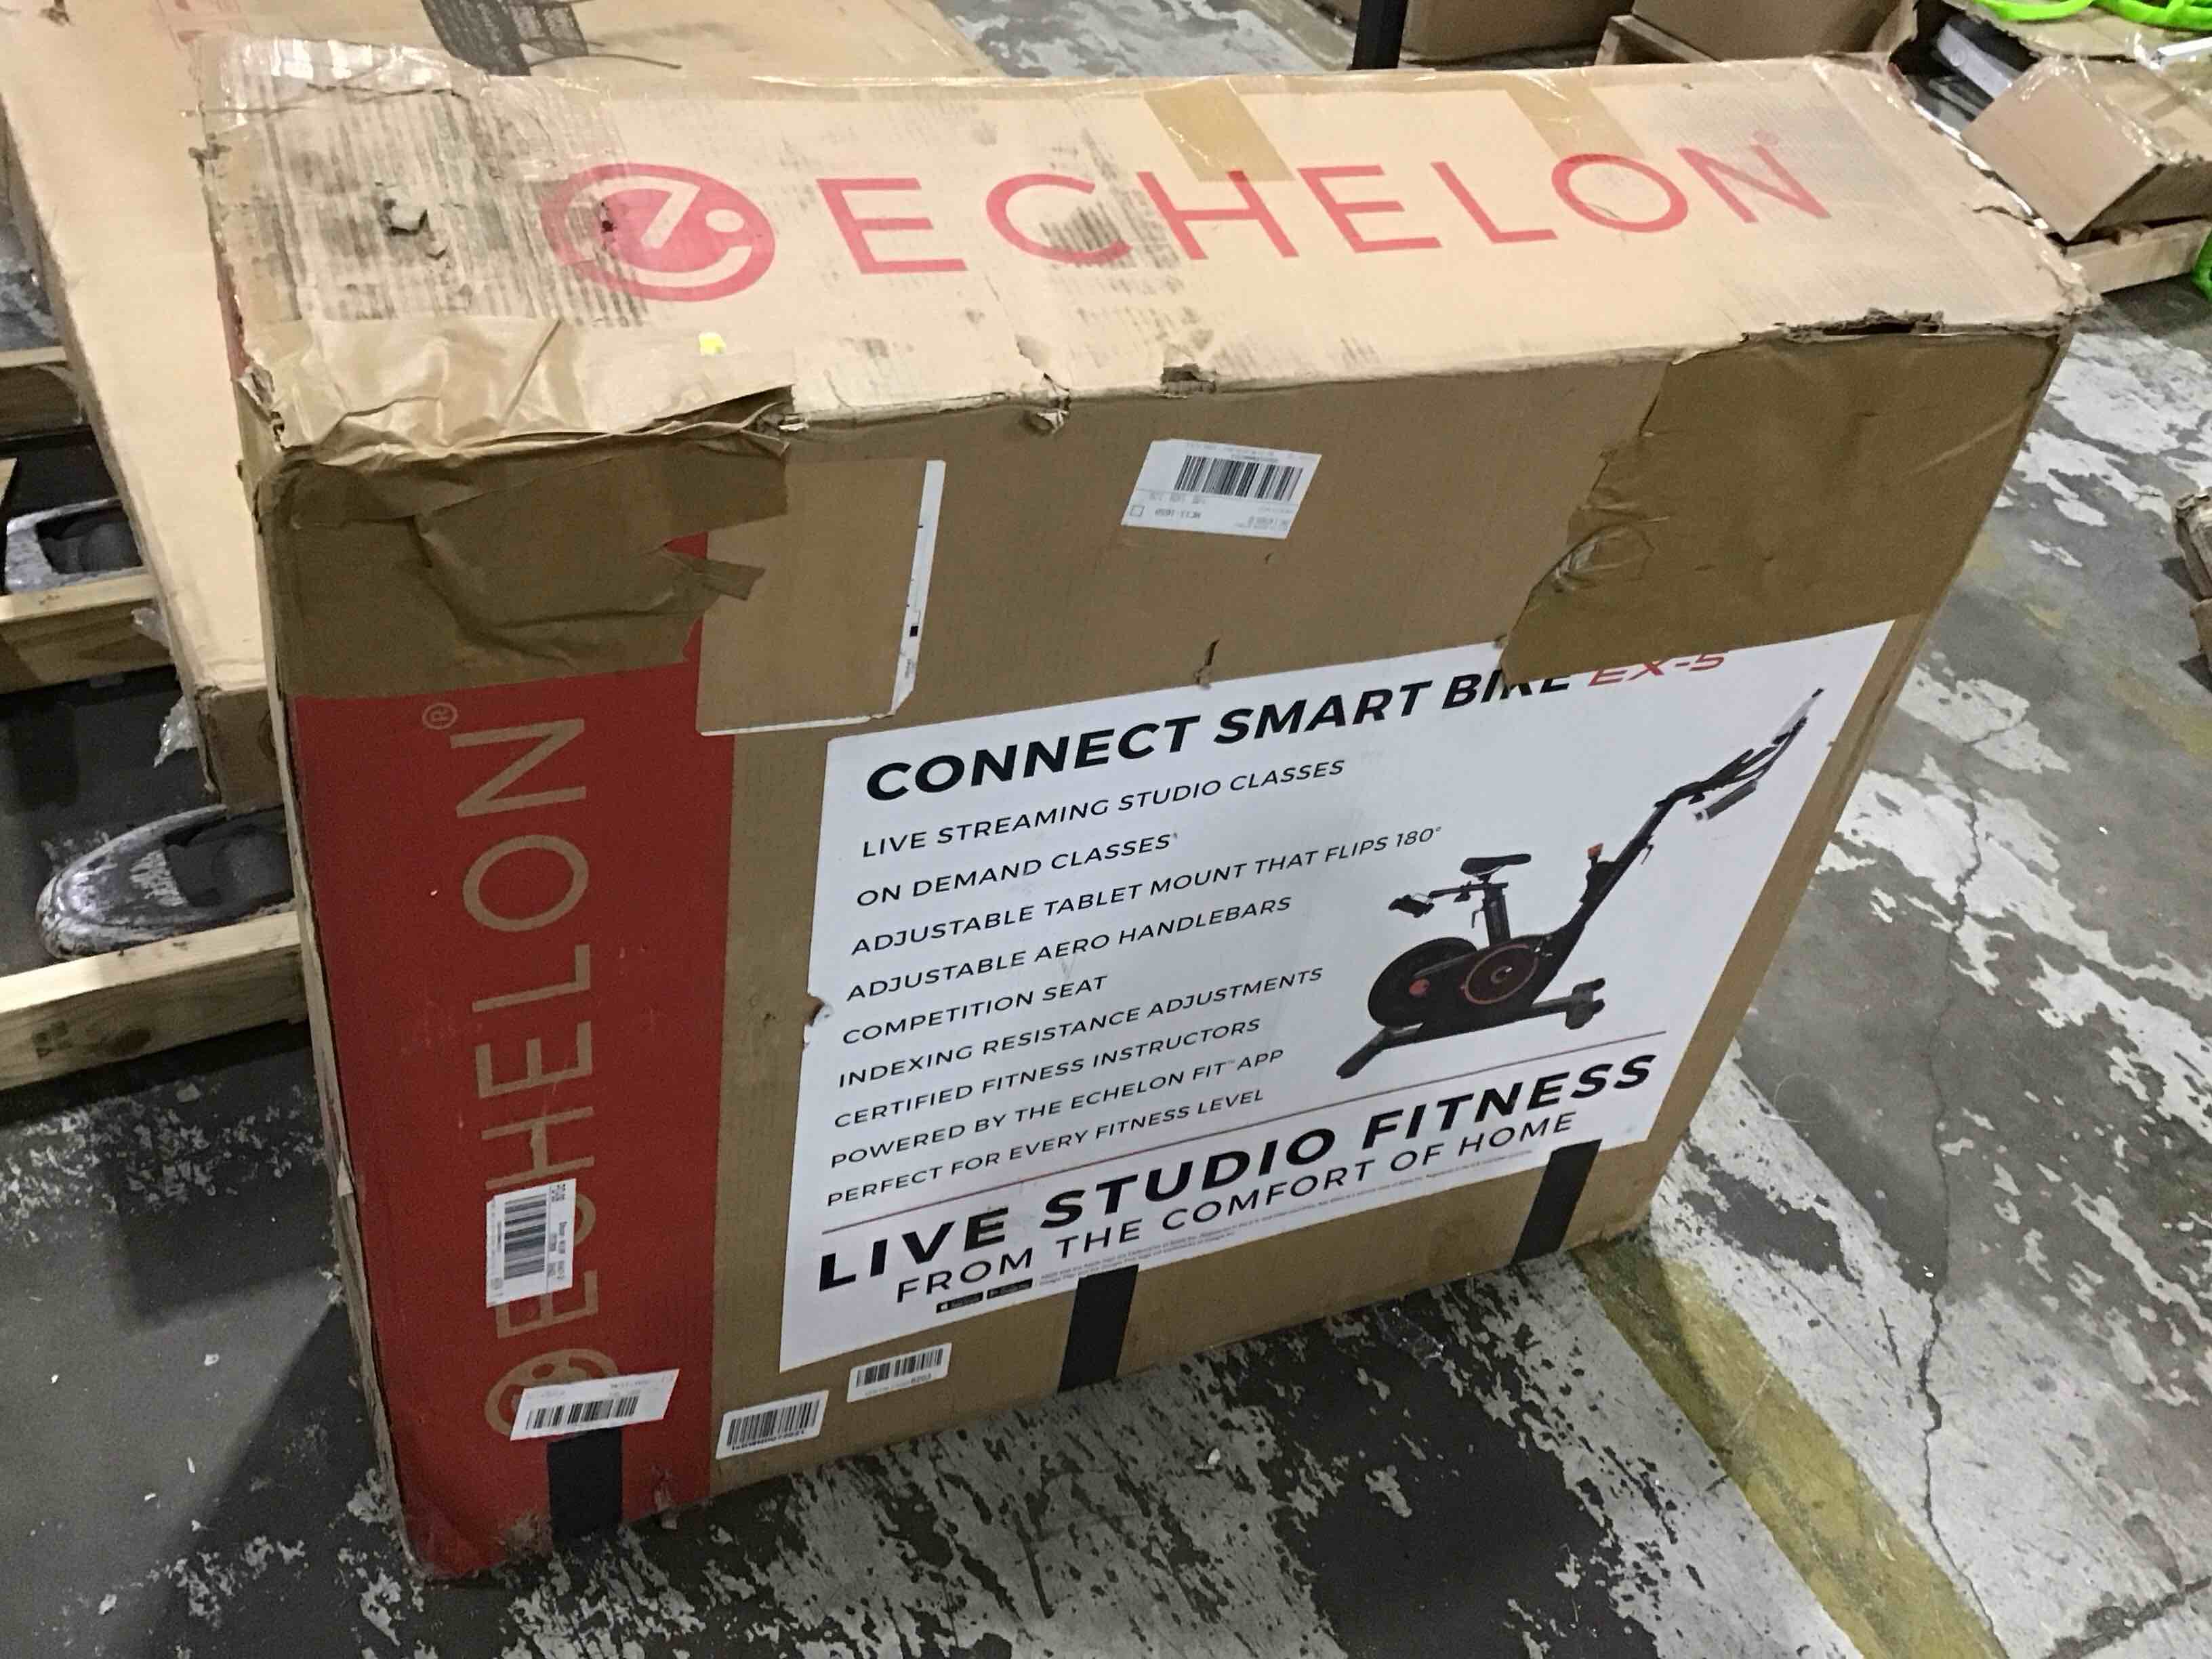 ECHELON
CONNECT SMART BIKE EX-5
LIVE STREAMING STUDIO CLASSES
ON DEMAND CLASSES
ADJUSTABLE TABLET MOUNT THAT FLIPS 180°
ADJUSTABLE AERO HANDLEBARS
COMPETITION SEAT
INDEXING RESISTANCE ADJUSTMENTS
CERTIFIED FITNESS INSTRUCTORS
POWERED BY THE ECHELON FIT™ APP
PERFECT FOR EVERY FITNESS LEVEL
LIVE STUDIO FITNESS
FROM THE COMFORT OF HOME
ECHELON®